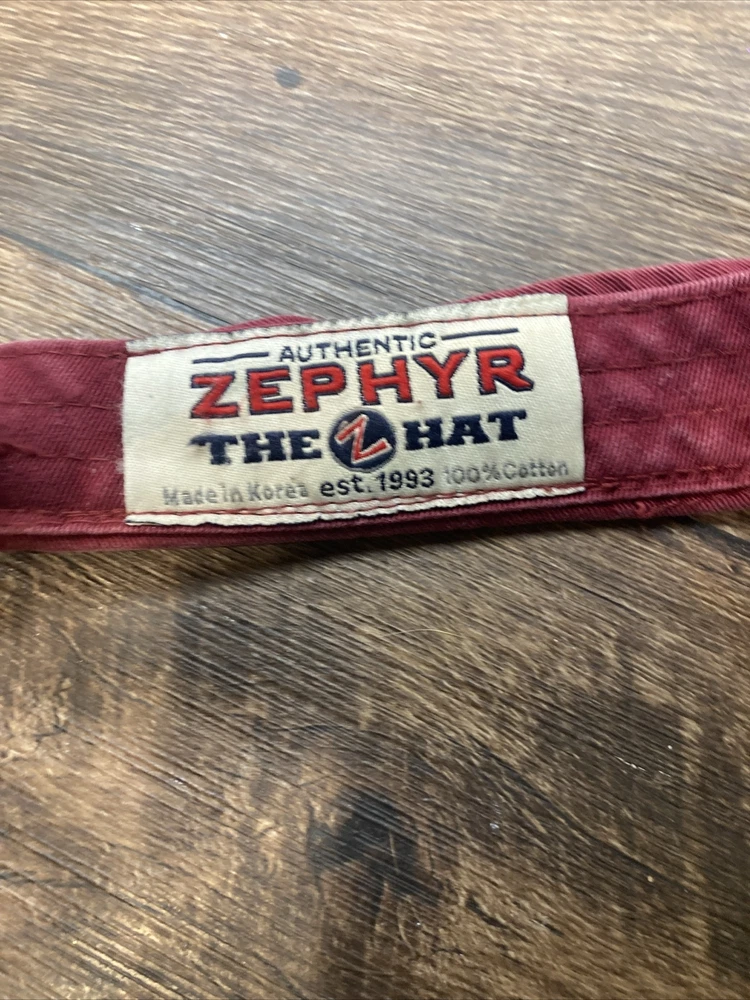 AUTHENTIC
ZEPHYR
THE Z HAT
Made in Korea est. 1993 100% Cotton